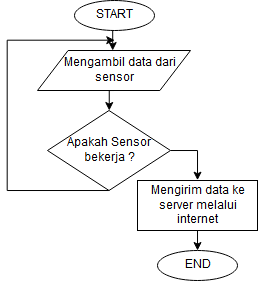 START
Mengambil data dari
sensor
Apakah Sensor
bekerja ?
Mengirim data ke
server melalui
internet
END